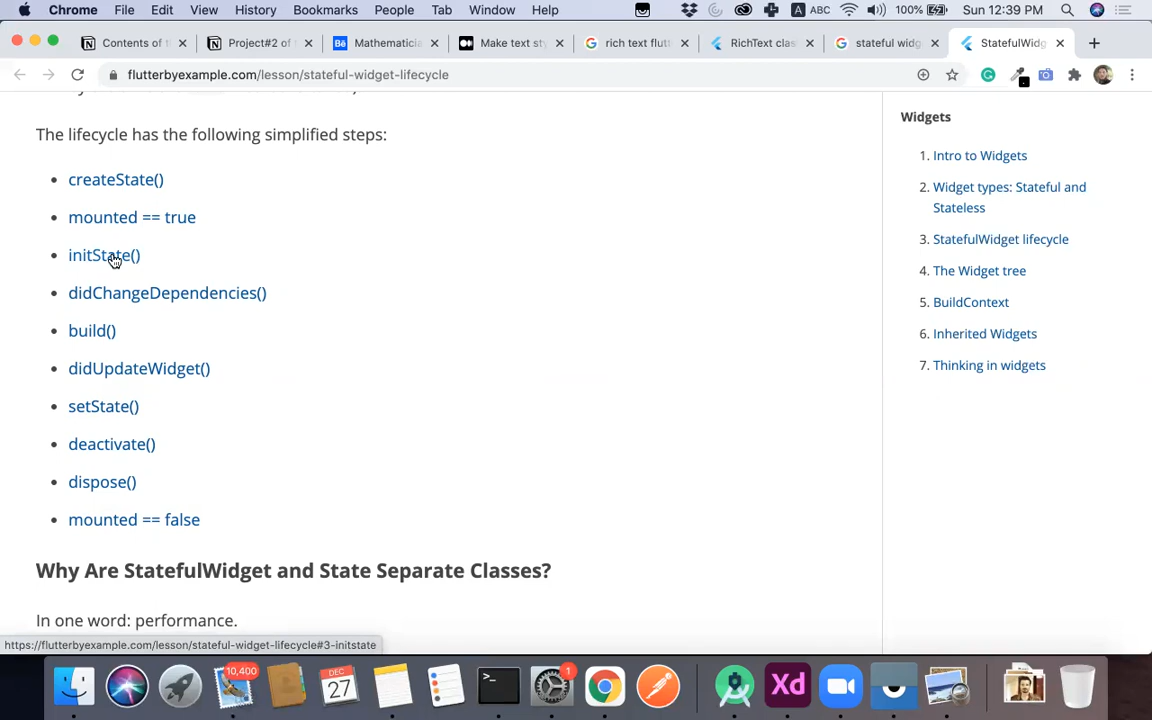 Chrome File Edit View History Bookmarks People Tab Window Help A ABC 100% Sun 12:39 PM
Contents of t Project#2 of Mathematicia Make text sty rich text flutt RichText clas stateful widg StatefulWidg
flutterbyexample.com/lesson/stateful-widget-lifecycle
The lifecycle has the following simplified steps:
createState()
mounted == true
initState()
didChangeDependencies()
build()
didUpdateWidget()
setState()
deactivate()
dispose()
mounted == false
Why Are StatefulWidget and State Separate Classes?
In one word: performance.
Widgets
1. Intro to Widgets
2. Widget types: Stateful and
Stateless
3. StatefulWidget lifecycle
4. The Widget tree
5. BuildContext
6. Inherited Widgets
7. Thinking in widgets
https://flutterbyexample.com/lesson/stateful-widget-lifecycle#3-initstate
10,400
DEC
27
1
Xd